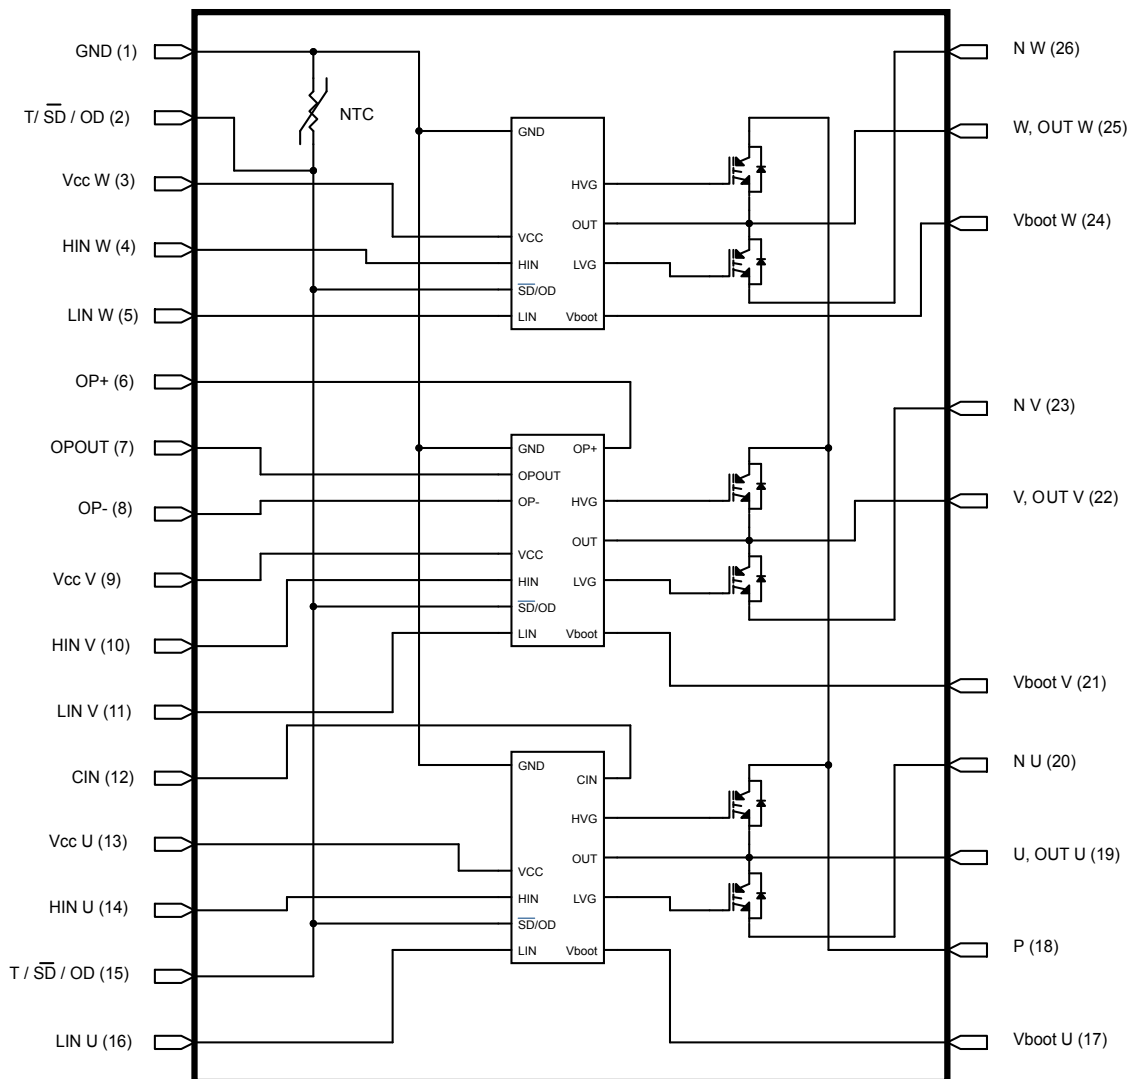 GND (1)
T/ SD / OD (2)
Vcc W (3)
HIN W (4)
LIN W (5)
OP+ (6)
OPOUT (7)
OP- (8)
Vcc V (9)
HIN V (10)
LIN V (11)
CIN (12)
Vcc U (13)
HIN U (14)
T / SD / OD (15)
LIN U (16)
NTC
GND
HVG
OUT
VCC
HIN
LVG
SD/OD
LIN
Vboot
GND
OP+
OPOUT
OP-
HVG
OUT
VCC
HIN
LVG
SD/OD
LIN
Vboot
GND
CIN
HVG
OUT
VCC
HIN
LVG
SD/OD
LIN
Vboot
N W (26)
W, OUT W (25)
Vboot W (24)
N V (23)
V, OUT V (22)
Vboot V (21)
N U (20)
U, OUT U (19)
P (18)
Vboot U (17)